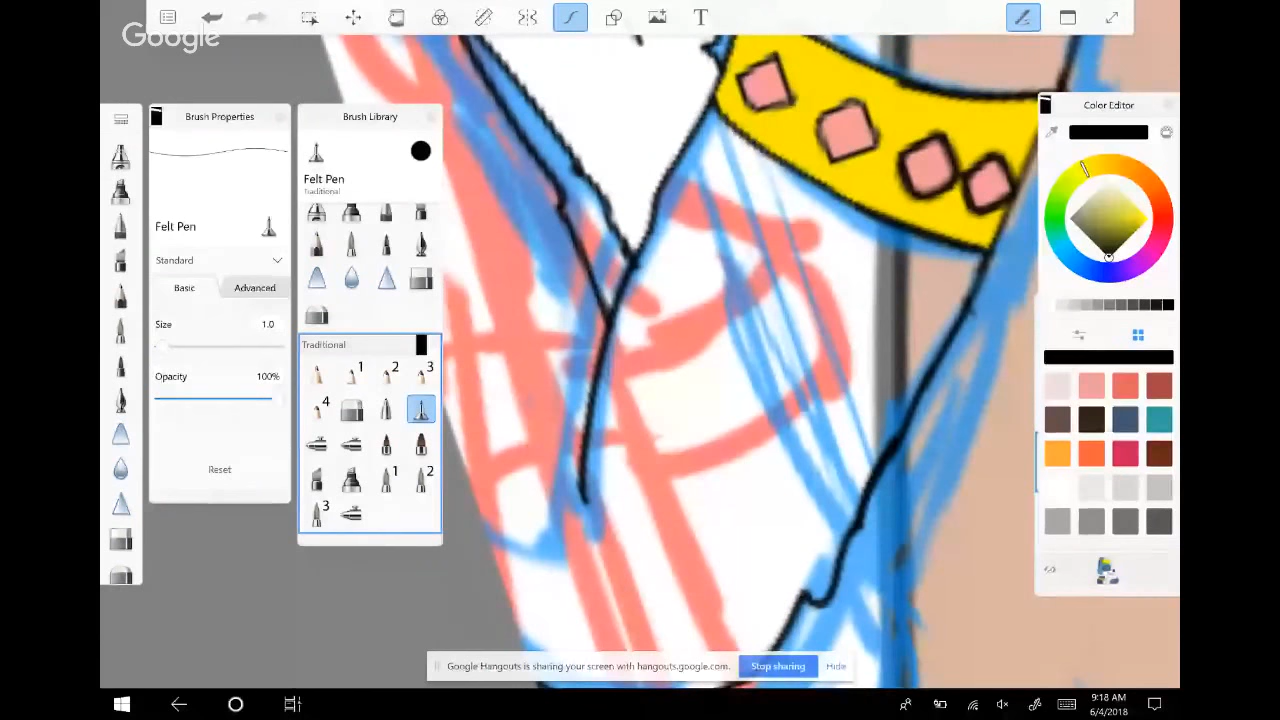 Google
T
Brush Properties
Brush Library
Color Editor
Felt Pen
Traditional
Felt Pen
Standard
Basic
Advanced
Size
1.0
Opacity
100%
Reset
Traditional
1
2
3
4
1
2
3
Google Hangouts is sharing your screen with hangouts.google.com.
Stop sharing
Hide
9:18 AM
6/4/2018